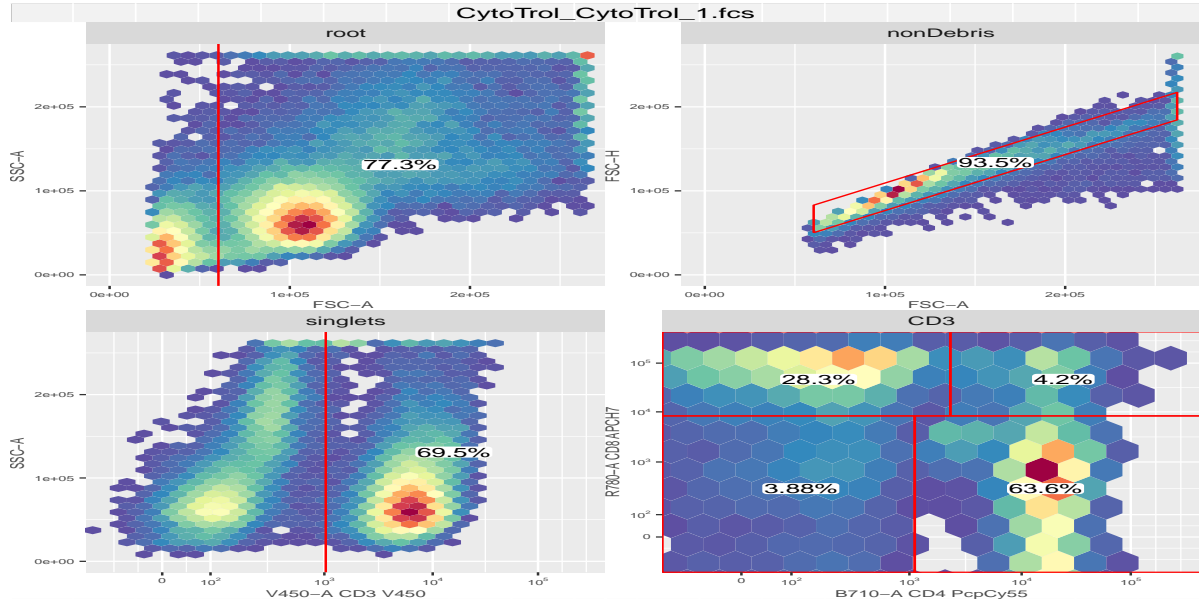 CytoTrol_CytoTrol_1.fcs
root
SSC-A
2e+05
1e+05
0e+00
77.3%
0e+00 1e+05 2e+05
FSC-A
nonDebris
FSC-H
2e+05
1e+05
0e+00
93.5%
0e+00 1e+05 2e+05
FSC-A
singlets
SSC-A
2e+05
1e+05
0e+00
69.5%
0 10² 10³ 10⁴ 10⁵
V450-A CD3 V450
CD3
R780-A CD8 APCH7
10⁵
10⁴
10³
10²
0
28.3% 4.2%
3.88% 63.6%
0 10² 10³ 10⁴ 10⁵
B710-A CD4 PcpCy55